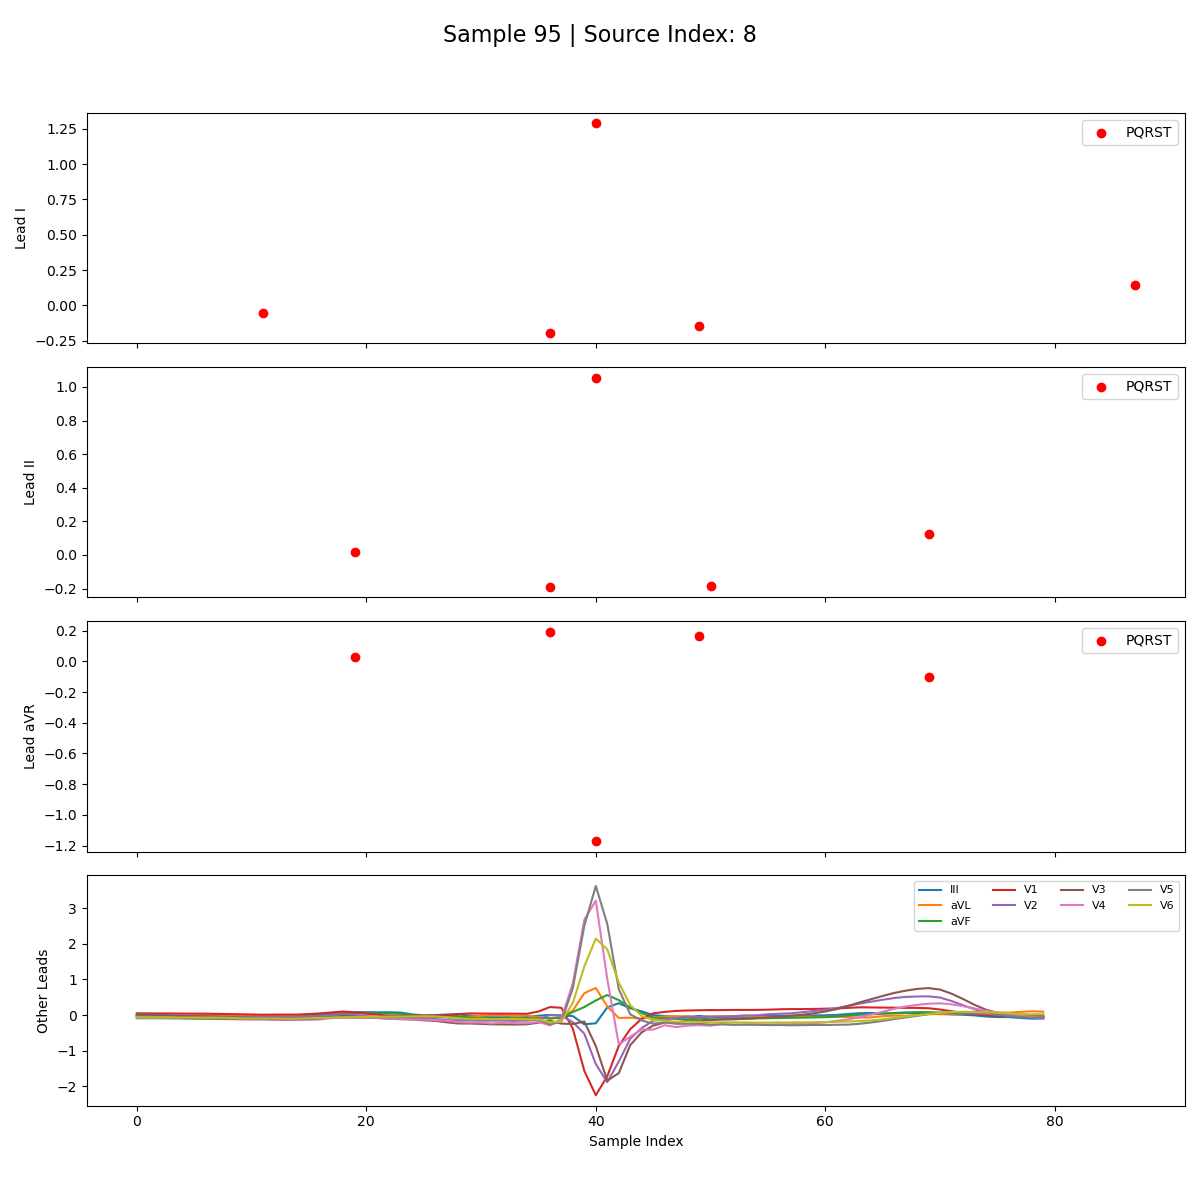 Sample 95 | Source Index: 8
1.25
1.00
0.75
0.50
0.25
0.00
−0.25
Lead I
PQRST
1.0
0.8
0.6
0.4
0.2
0.0
−0.2
Lead II
PQRST
0.2
0.0
−0.2
−0.4
−0.6
−0.8
−1.0
−1.2
Lead aVR
PQRST
3
2
1
0
−1
−2
Other Leads
III V1 V3 V5
aVL V2 V4 V6
aVF
0 20 40 60 80
Sample Index